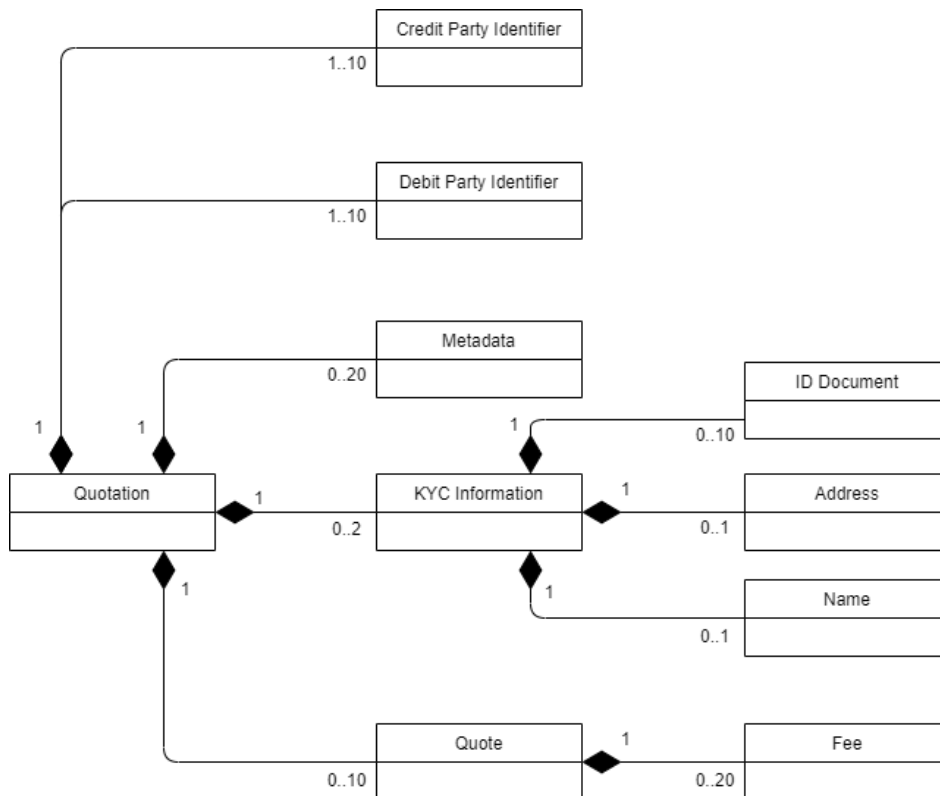 Credit Party Identifier
1..10
Debit Party Identifier
1..10
Metadata
0..20
ID Document
0..10
1
1
1
Quotation
1
0..2
KYC Information
1
Address
0..1
1
1
Name
0..1
Quote
0..10
1
Fee
0..20